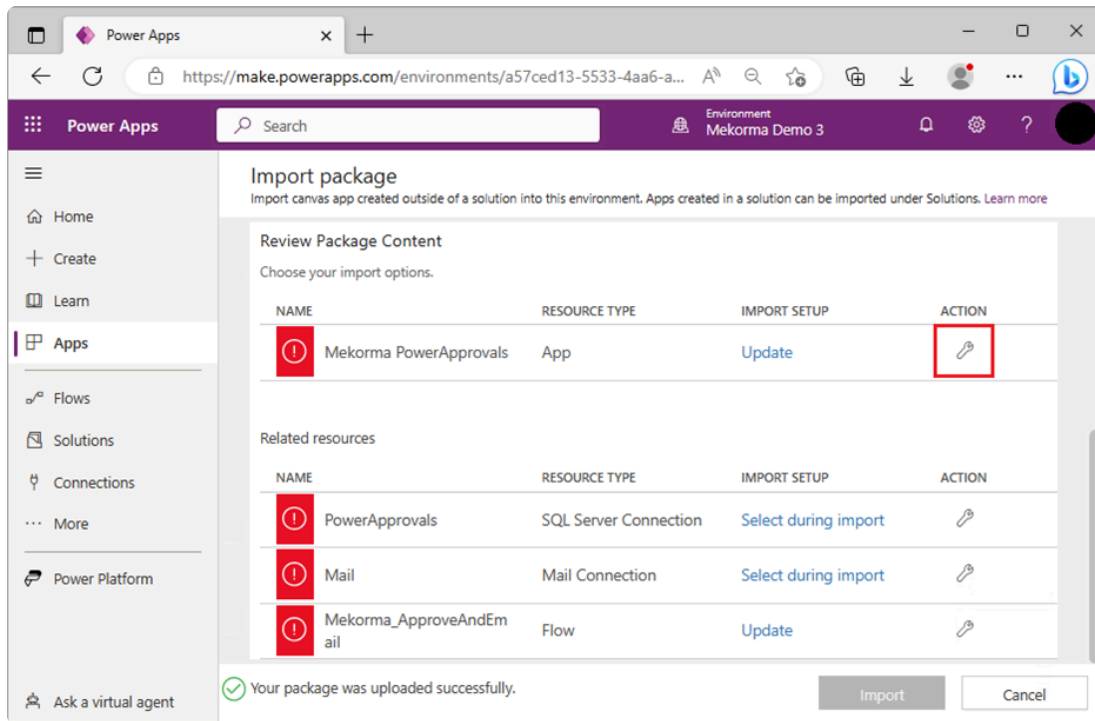 Power Apps
https://make.powerapps.com/environments/a57ced13-5533-4aa6-a...
Power Apps
Search
Environment
Mekorma Demo 3
Home
Create
Learn
Apps
Flows
Solutions
Connections
More
Power Platform
Ask a virtual agent
Import package
Import canvas app created outside of a solution into this environment. Apps created in a solution can be imported under Solutions. Learn more
Review Package Content
Choose your import options.
NAME RESOURCE TYPE IMPORT SETUP ACTION
Mekorma PowerApprovals App Update
Related resources
NAME RESOURCE TYPE IMPORT SETUP ACTION
PowerApprovals SQL Server Connection Select during import
Mail Mail Connection Select during import
Mekorma_ApproveAndEm
ail
Flow Update
Your package was uploaded successfully.
Import Cancel